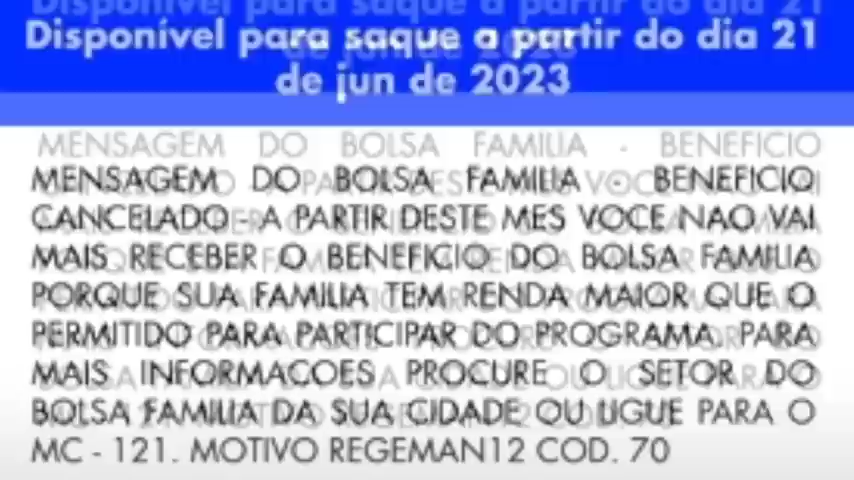 Disponível para saque a partir do dia 21
de jun de 2023
MENSAGEM DO BOLSA FAMILIA - BENEFICIO
CANCELADO - A PARTIR DESTE MES VOCE NAO VAI
MAIS RECEBER O BENEFICIO DO BOLSA FAMILIA
PORQUE SUA FAMILIA TEM RENDA MAIOR QUE O
PERMITIDO PARA PARTICIPAR DO PROGRAMA. PARA
MAIS INFORMACOES PROCURE O SETOR DO
BOLSA FAMILIA DA SUA CIDADE OU LIGUE PARA O
MC - 121. MOTIVO REGEMAN12 COD. 70